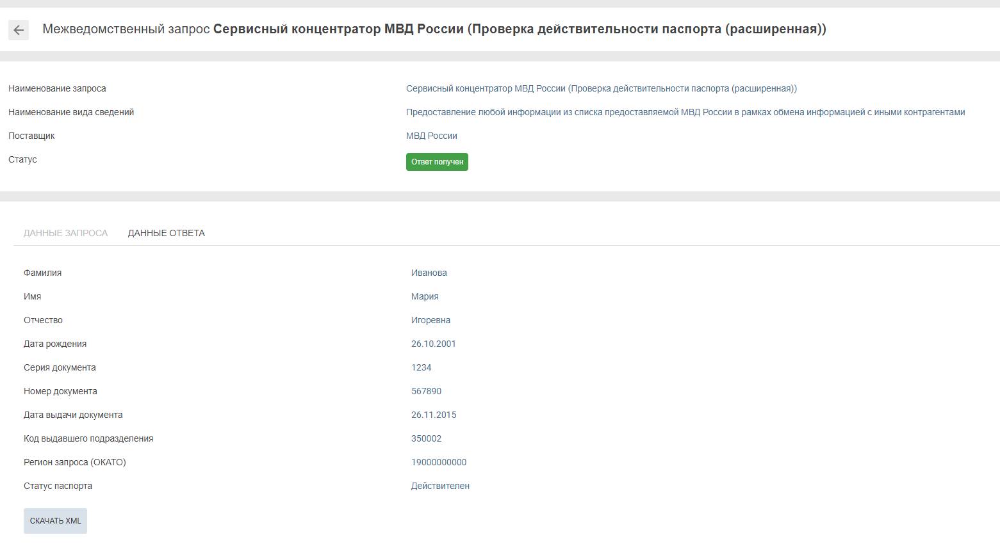 Межведомственный запрос Сервисный концентратор МВД России (Проверка действительности паспорта (расширенная))
Наименование запроса Сервисный концентратор МВД России (Проверка действительности паспорта (расширенная))
Наименование вида сведений Предоставление любой информации из списка предоставляемой МВД России в рамках обмена информацией с иными контрагентами
Поставщик МВД России
Статус Ответ получен
ДАННЫЕ ЗАПРОСА ДАННЫЕ ОТВЕТА
Фамилия Иванова
Имя Мария
Отчество Игоревна
Дата рождения 26.10.2001
Серия документа 1234
Номер документа 567890
Дата выдачи документа 26.11.2015
Код выдавшего подразделения 350002
Регион запроса (ОКАТО) 19000000000
Статус паспорта Действителен
СКАЧАТЬ XML